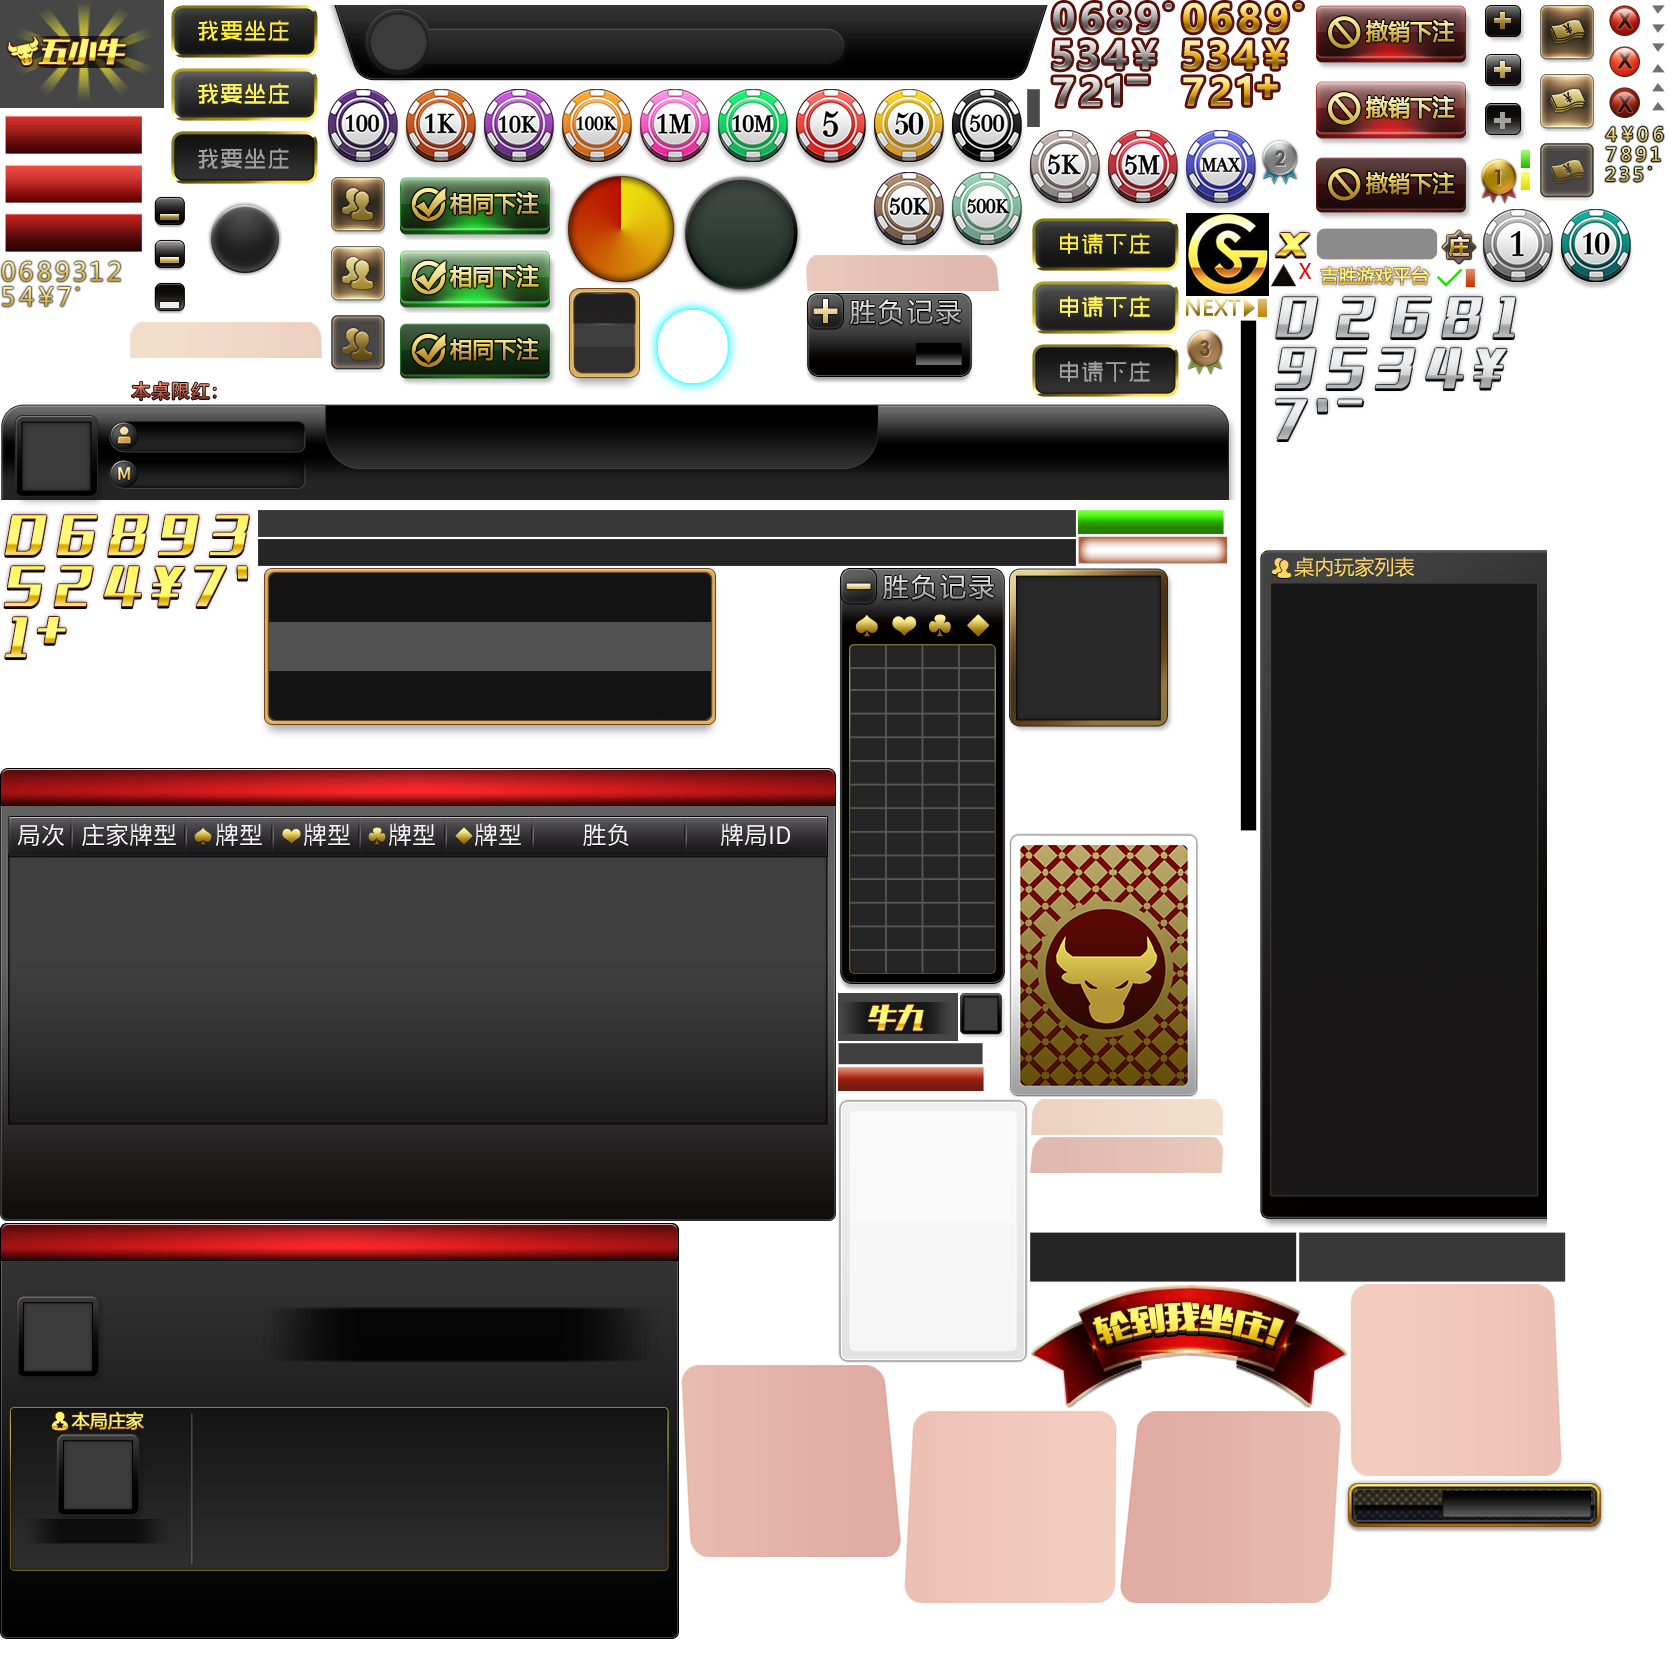 五小牛
我要坐庄
我要坐庄
我要坐庄
0689°
534¥
721-
0689°
534¥
721+
撤销下注
撤销下注
撤销下注
X
X
X
4¥06
7891
235°
100
1K
10K
100K
1M
10M
5
50
500
5K
5M
MAX
2
1
50K
500K
1
10
相同下注
相同下注
相同下注
申请下庄
申请下庄
申请下庄
GS
X
庄
X
吉胜游戏平台
NEXT
3
0689312
54¥7°
胜负记录
02681
9534¥
7'-
本桌限红:
M
06893
524¥7'
1+
胜负记录
桌内玩家列表
局次 庄家牌型 牌型 牌型 牌型 牌型 胜负 牌局ID
牛九
轮到我坐庄!
本局庄家